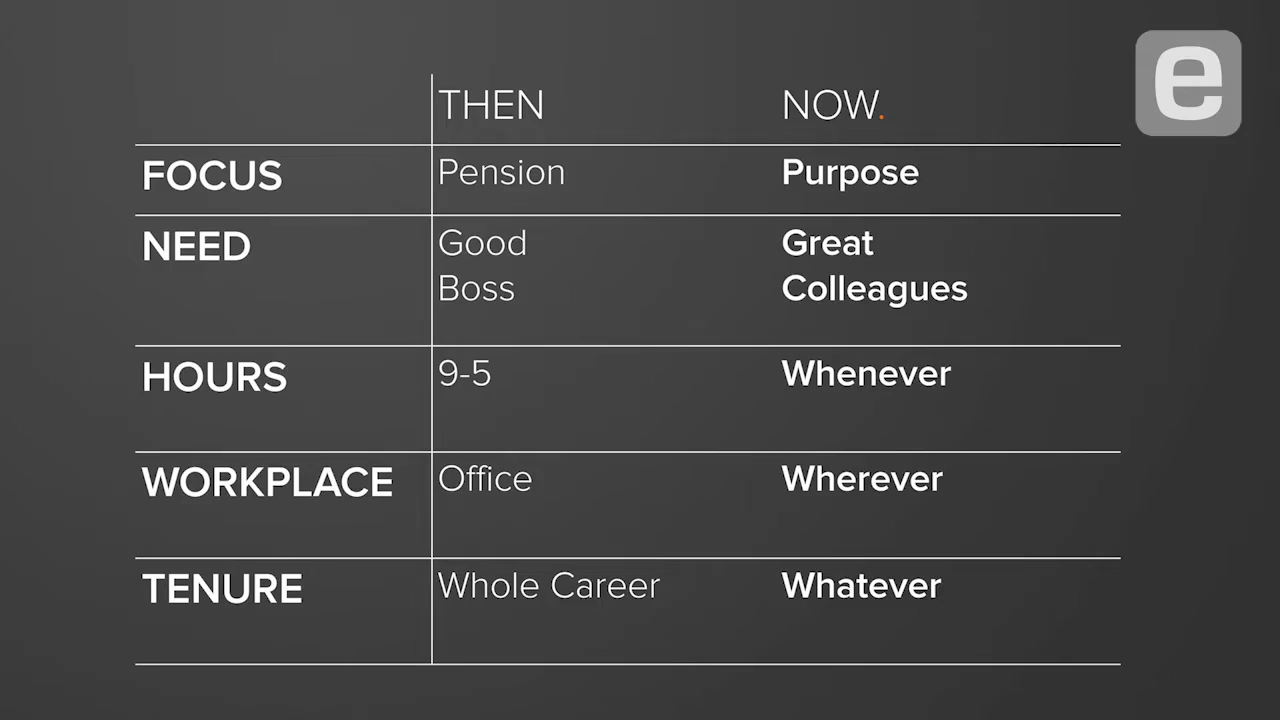 e
THEN NOW.
FOCUS Pension Purpose
NEED Good Great
Boss Colleagues
HOURS 9-5 Whenever
WORKPLACE Office Wherever
TENURE Whole Career Whatever